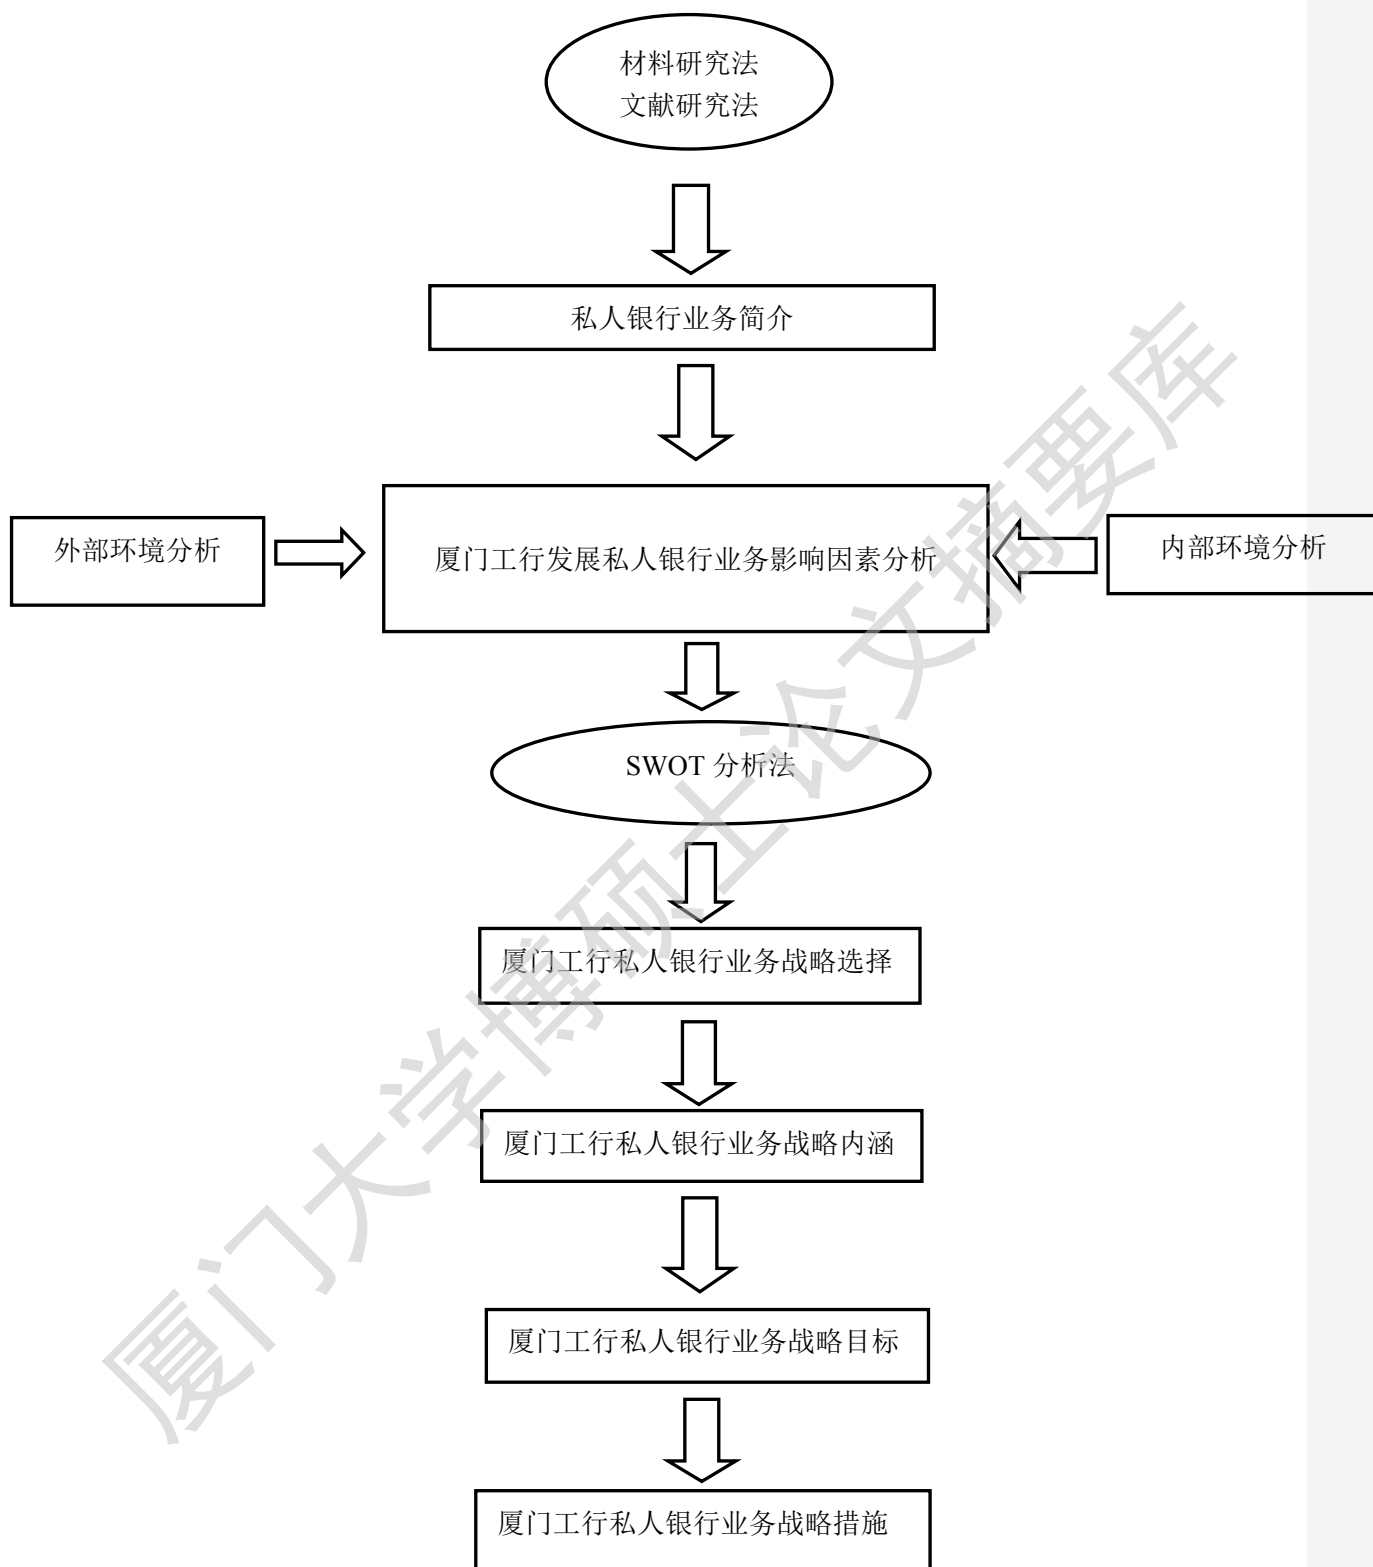 材料研究法
文献研究法
私人银行业务简介
外部环境分析
厦门工行发展私人银行业务影响因素分析
内部环境分析
SWOT 分析法
厦门工行私人银行业务战略选择
厦门工行私人银行业务战略内涵
厦门工行私人银行业务战略目标
厦门工行私人银行业务战略措施
厦门大学博硕士论文摘要库